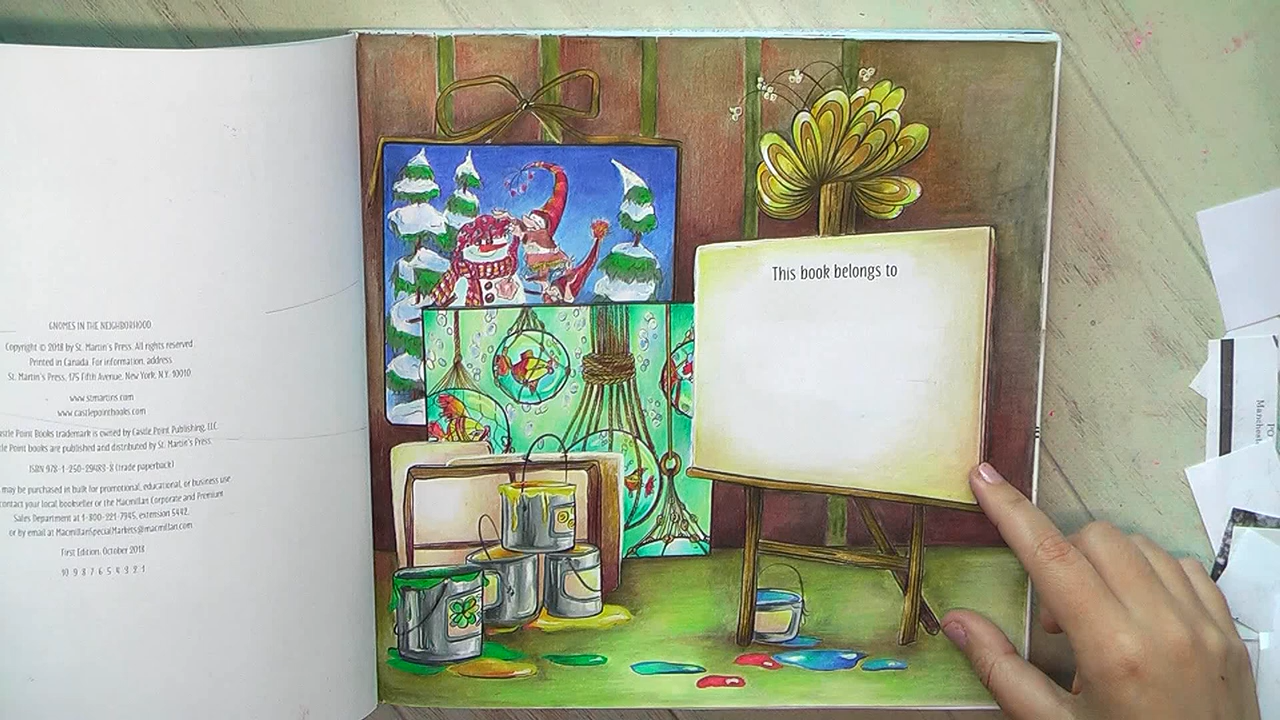 GNOMES IN THE NEIGHBORHOOD
Copyright © 2018 by St. Martin's Press. All rights reserved.
Printed in Canada. For information, address
St. Martin's Press, 175 Fifth Avenue, New York, N.Y. 10010.
www.stmartins.com
www.castlepointbooks.com
astle Point Books trademark is owned by Castle Point Publishing, LLC.
tle Point books are published and distributed by St. Martin's Press.
ISBN 978-1-250-29483-8 (trade paperback)
may be purchased in bulk for promotional, educational, or business use
contact your local bookseller or the Macmillan Corporate and Premium
Sales Department at 1-800-221-7945, extension 5442,
or by email at MacmillanSpecialMarkets@macmillan.com
First Edition: October 2018
10 9 8 7 6 5 4 3 2 1
This book belongs to